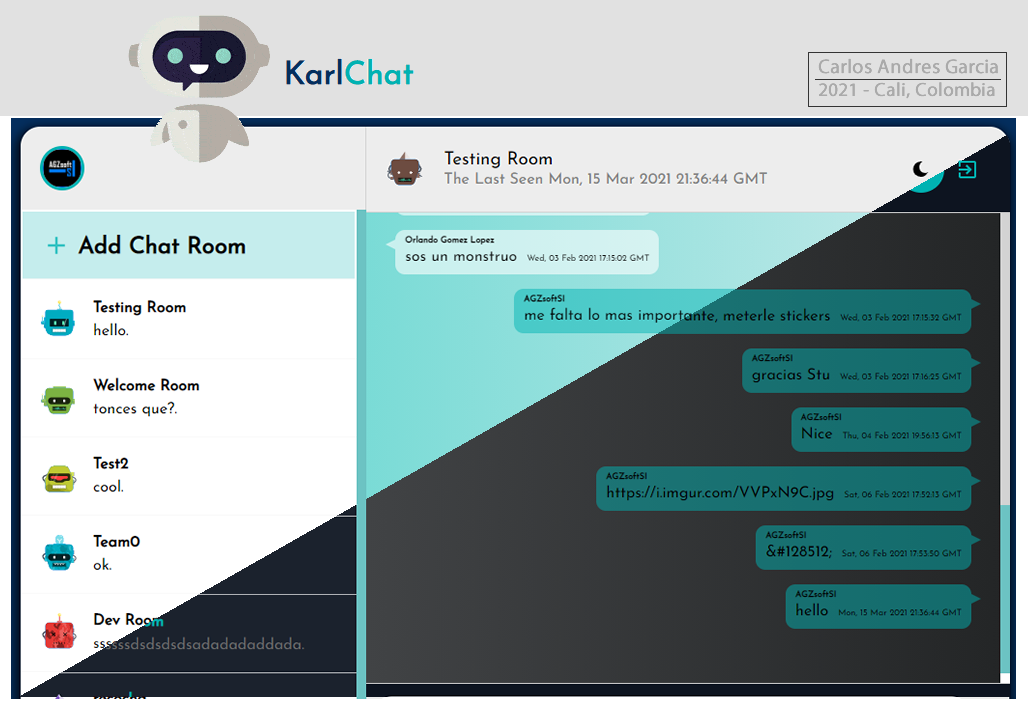 KarlChat
Carlos Andres Garcia
2021 - Cali, Colombia
AGZsoft
SI
Testing Room
The Last Seen Mon, 15 Mar 2021 21:36:44 GMT
+ Add Chat Room
Testing Room
hello.
Welcome Room
tonces que?.
Test2
cool.
Team0
ok.
Dev Room
ssssssdsdsdsdsadadadaddada.
Orlando Gomez Lopez
sos un monstruo Wed, 03 Feb 2021 17:15:02 GMT
AGZsoftSI
me falta lo mas importante, meterle stickers Wed, 03 Feb 2021 17:15:32 GMT
AGZsoftSI
gracias Stu Wed, 03 Feb 2021 17:16:25 GMT
AGZsoftSI
Nice Thu, 04 Feb 2021 19:56:13 GMT
AGZsoftSI
https://i.imgur.com/VVPxN9C.jpg Sat, 06 Feb 2021 17:52:13 GMT
AGZsoftSI
&#128512; Sat, 06 Feb 2021 17:53:50 GMT
AGZsoftSI
hello Mon, 15 Mar 2021 21:36:44 GMT